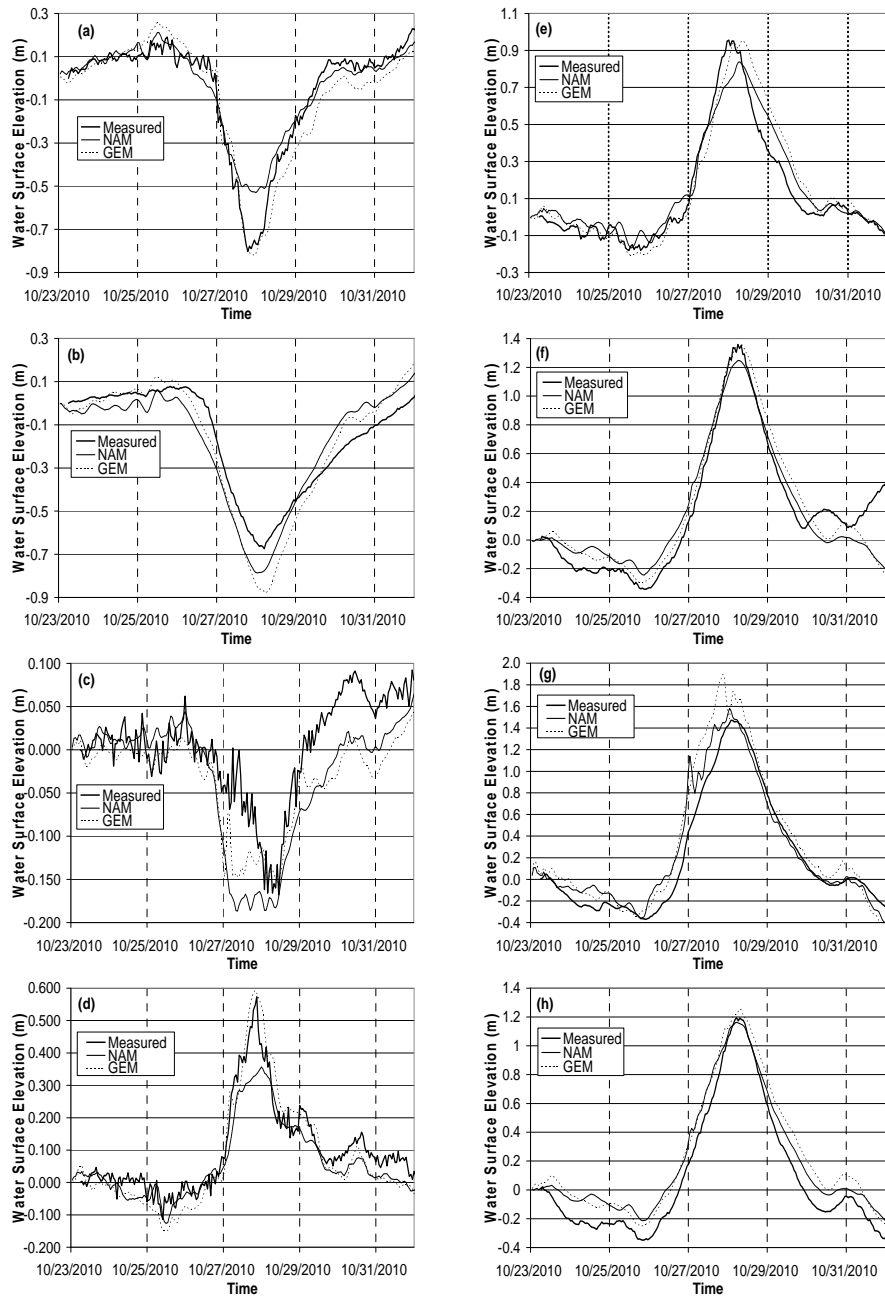 (a)
Water Surface Elevation (m)
0.3
0.1
-0.1
-0.3
-0.5
-0.7
-0.9
Measured
NAM
GEM
10/23/2010 10/25/2010 10/27/2010 10/29/2010 10/31/2010
Time
(b)
Water Surface Elevation (m)
0.3
0.1
-0.1
-0.3
-0.5
-0.7
-0.9
Measured
NAM
GEM
10/23/2010 10/25/2010 10/27/2010 10/29/2010 10/31/2010
Time
(c)
Water Surface Elevation (m)
0.100
0.050
0.000
-0.050
-0.100
-0.150
-0.200
Measured
NAM
GEM
10/23/2010 10/25/2010 10/27/2010 10/29/2010 10/31/2010
Time
(d)
Water Surface Elevation (m)
0.600
0.500
0.400
0.300
0.200
0.100
0.000
-0.100
-0.200
Measured
NAM
GEM
10/23/2010 10/25/2010 10/27/2010 10/29/2010 10/31/2010
Time
(e)
Water Surface Elevation (m)
1.1
0.9
0.7
0.5
0.3
0.1
-0.1
-0.3
Measured
NAM
GEM
10/23/2010 10/25/2010 10/27/2010 10/29/2010 10/31/2010
Time
(f)
Water Surface Elevation (m)
1.4
1.2
1.0
0.8
0.6
0.4
0.2
0.0
-0.2
-0.4
Measured
NAM
GEM
10/23/2010 10/25/2010 10/27/2010 10/29/2010 10/31/2010
Time
(g)
Water Surface Elevation (m)
2.0
1.8
1.6
1.4
1.2
1.0
0.8
0.6
0.4
0.2
0.0
-0.2
-0.4
Measured
NAM
GEM
10/23/2010 10/25/2010 10/27/2010 10/29/2010 10/31/2010
Time
(h)
Water Surface Elevation (m)
1.4
1.2
1
0.8
0.6
0.4
0.2
0
-0.2
-0.4
Measured
NAM
GEM
10/23/2010 10/25/2010 10/27/2010 10/29/2010 10/31/2010
Time